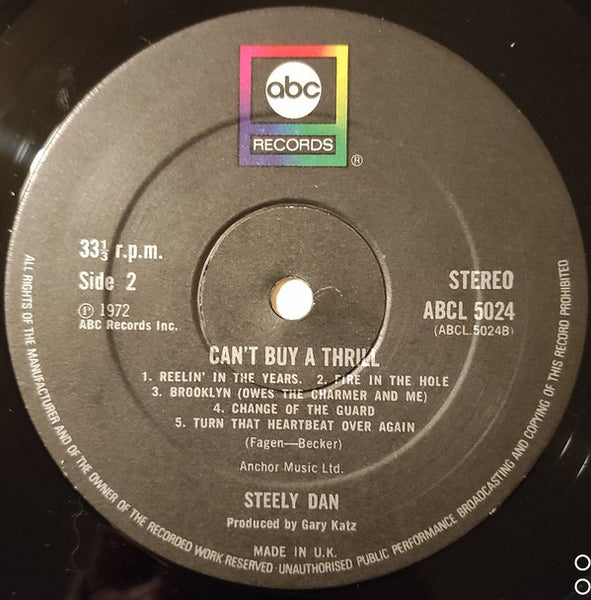 abc
RECORDS
®
33⅓ r.p.m.
Side 2
℗ 1972
ABC Records Inc.
STEREO
ABCL 5024
(ABCL.5024B)
CAN'T BUY A THRILL
1. REELIN' IN THE YEARS. 2. FIRE IN THE HOLE
3. BROOKLYN (OWES THE CHARMER AND ME)
4. CHANGE OF THE GUARD
5. TURN THAT HEARTBEAT OVER AGAIN
(Fagen—Becker)
Anchor Music Ltd.
STEELY DAN
Produced by Gary Katz
MADE IN U.K.
ALL RIGHTS OF THE MANUFACTURER AND OF THE OWNER OF THE RECORDED WORK RESERVED · UNAUTHORISED PUBLIC PERFORMANCE BROADCASTING AND COPYING OF THIS RECORD PROHIBITED